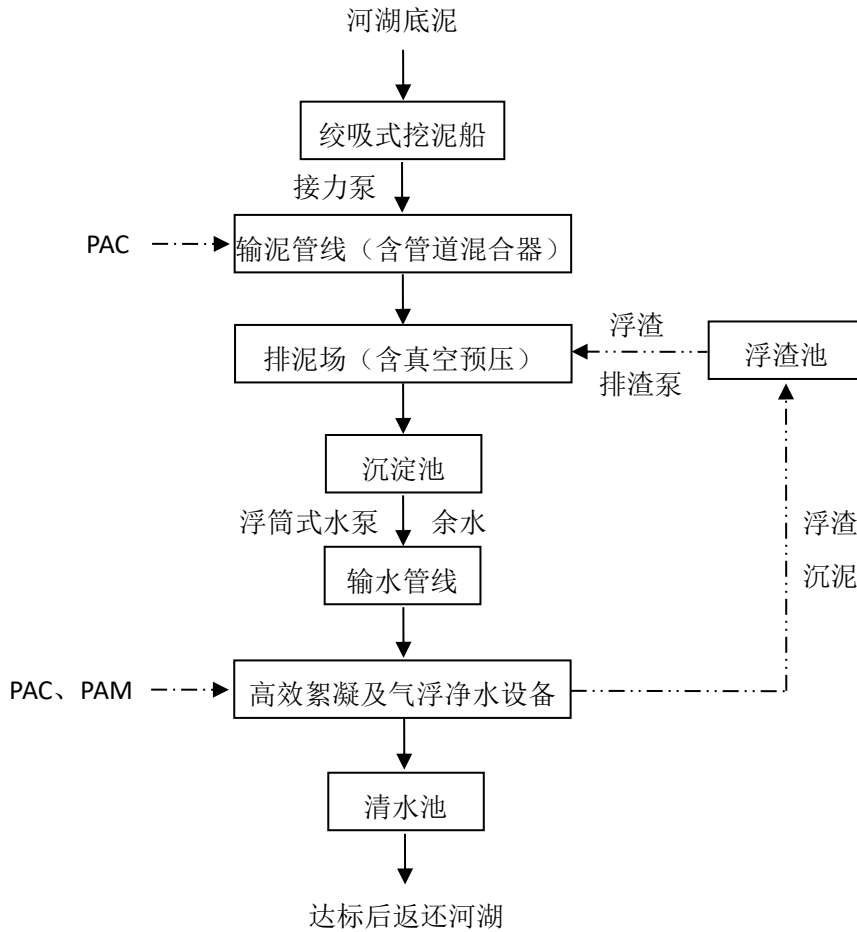 河湖底泥
绞吸式挖泥船
接力泵
PAC
输泥管线（含管道混合器）
浮渣
排泥场（含真空预压）
浮渣池
排渣泵
沉淀池
浮筒式水泵
余水
浮渣
输水管线
沉泥
PAC、PAM
高效絮凝及气浮净水设备
清水池
达标后返还河湖